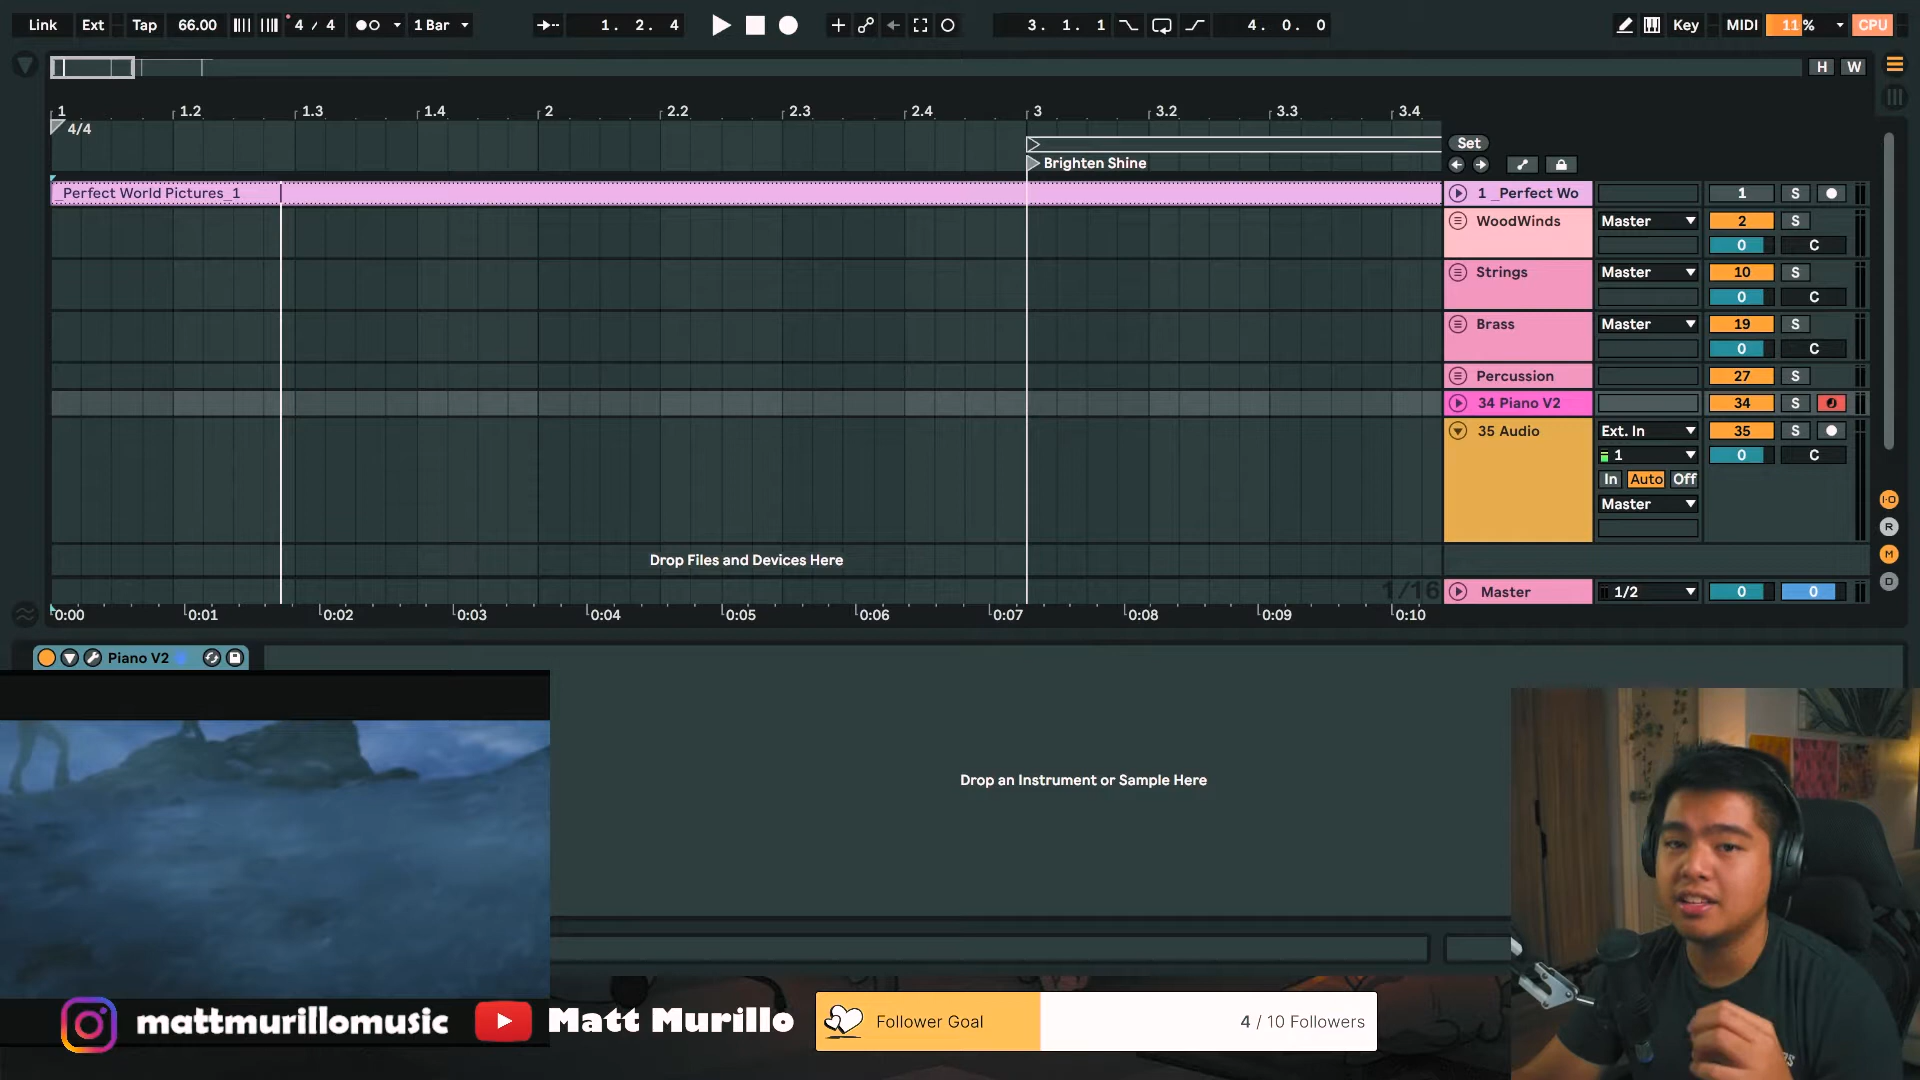 Link Ext Tap 66.00 4 / 4 1 Bar 1. 2. 4 3. 1. 1 4. 0. 0 Key MIDI 11 % CPU
H W
1 1.2 1.3 1.4 2 2.2 2.3 2.4 3 3.2 3.3 3.4
4/4
Set
Brighten Shine
_Perfect World Pictures_1 1 _Perfect Wo 1 S
WoodWinds Master 2 S
0 C
Strings Master 10 S
0 C
Brass Master 19 S
0 C
Percussion 27 S
34 Piano V2 34 S
35 Audio Ext. In 35 S
1 0 C
In Auto Off
Master
I·O
R
M
D
Drop Files and Devices Here
1/16 Master 1/2 0 0
0:00 0:01 0:02 0:03 0:04 0:05 0:06 0:07 0:08 0:09 0:10
Piano V2
Drop an Instrument or Sample Here
mattmurillomusic Matt Murillo Follower Goal 4 / 10 Followers